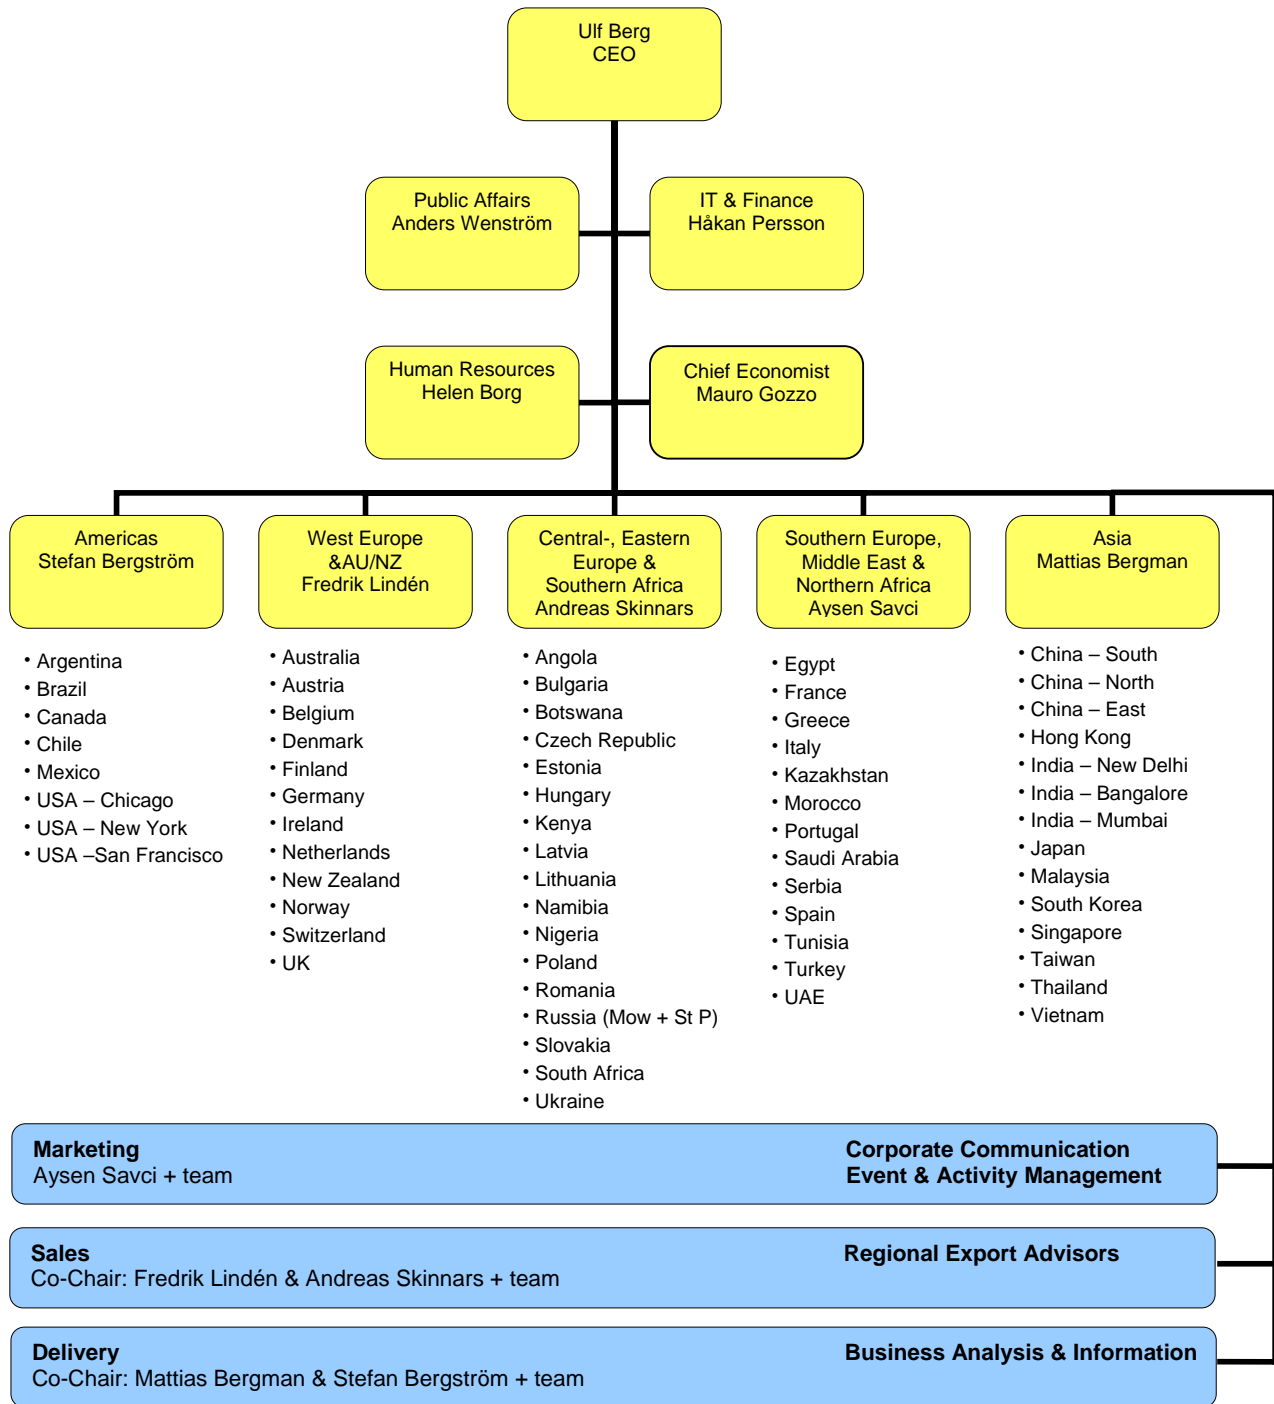 Ulf Berg
CEO
Public Affairs
Anders Wenström
IT & Finance
Håkan Persson
Human Resources
Helen Borg
Chief Economist
Mauro Gozzo
Americas
Stefan Bergström
West Europe
&AU/NZ
Fredrik Lindén
Central-, Eastern
Europe &
Southern Africa
Andreas Skinnars
Southern Europe,
Middle East &
Northern Africa
Aysen Savci
Asia
Mattias Bergman
• Argentina
• Brazil
• Canada
• Chile
• Mexico
• USA – Chicago
• USA – New York
• USA –San Francisco
• Australia
• Austria
• Belgium
• Denmark
• Finland
• Germany
• Ireland
• Netherlands
• New Zealand
• Norway
• Switzerland
• UK
• Angola
• Bulgaria
• Botswana
• Czech Republic
• Estonia
• Hungary
• Kenya
• Latvia
• Lithuania
• Namibia
• Nigeria
• Poland
• Romania
• Russia (Mow + St P)
• Slovakia
• South Africa
• Ukraine
• Egypt
• France
• Greece
• Italy
• Kazakhstan
• Morocco
• Portugal
• Saudi Arabia
• Serbia
• Spain
• Tunisia
• Turkey
• UAE
• China – South
• China – North
• China – East
• Hong Kong
• India – New Delhi
• India – Bangalore
• India – Mumbai
• Japan
• Malaysia
• South Korea
• Singapore
• Taiwan
• Thailand
• Vietnam
Marketing
Aysen Savci + team
Corporate Communication
Event & Activity Management
Sales
Co-Chair: Fredrik Lindén & Andreas Skinnars + team
Regional Export Advisors
Delivery
Co-Chair: Mattias Bergman & Stefan Bergström + team
Business Analysis & Information